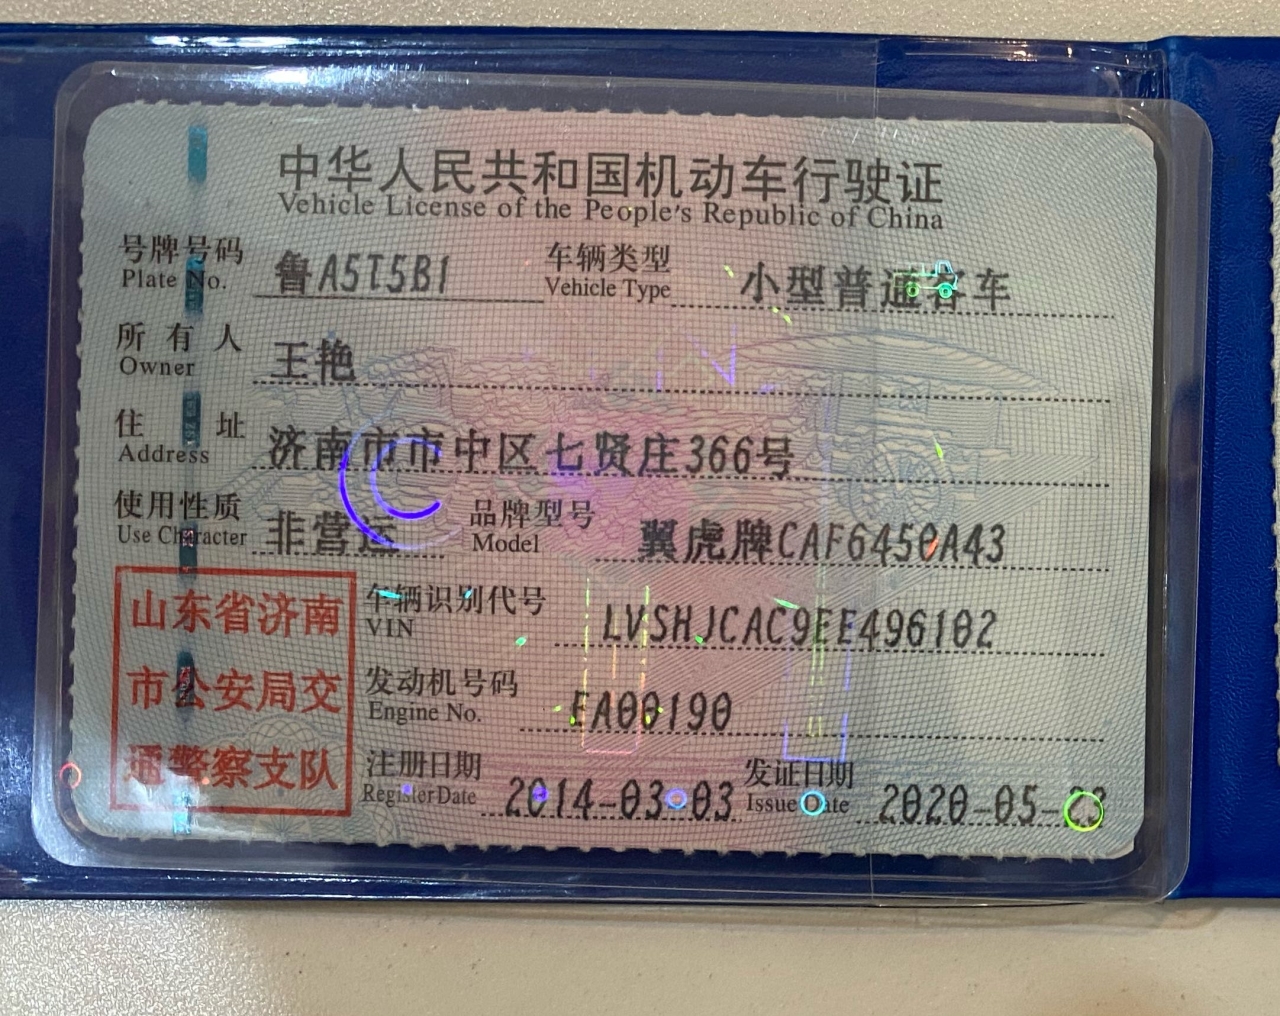 中华人民共和国机动车行驶证
Vehicle License of the People's Republic of China
号牌号码 鲁A5T5B1 车辆类型 小型普通客车
Plate No. Vehicle Type
所有人 王艳
Owner
住址 济南市市中区七贤庄366号
Address
使用性质 非营运 品牌型号 翼虎牌CAF6450A43
Use Character Model
山东省济南
市公安局交
通警察支队
车辆识别代号 LVSHJCAC9EE496102
VIN
发动机号码 EA00190
Engine No.
注册日期 2014-03-03 发证日期 2020-05-23
Register Date Issue Date